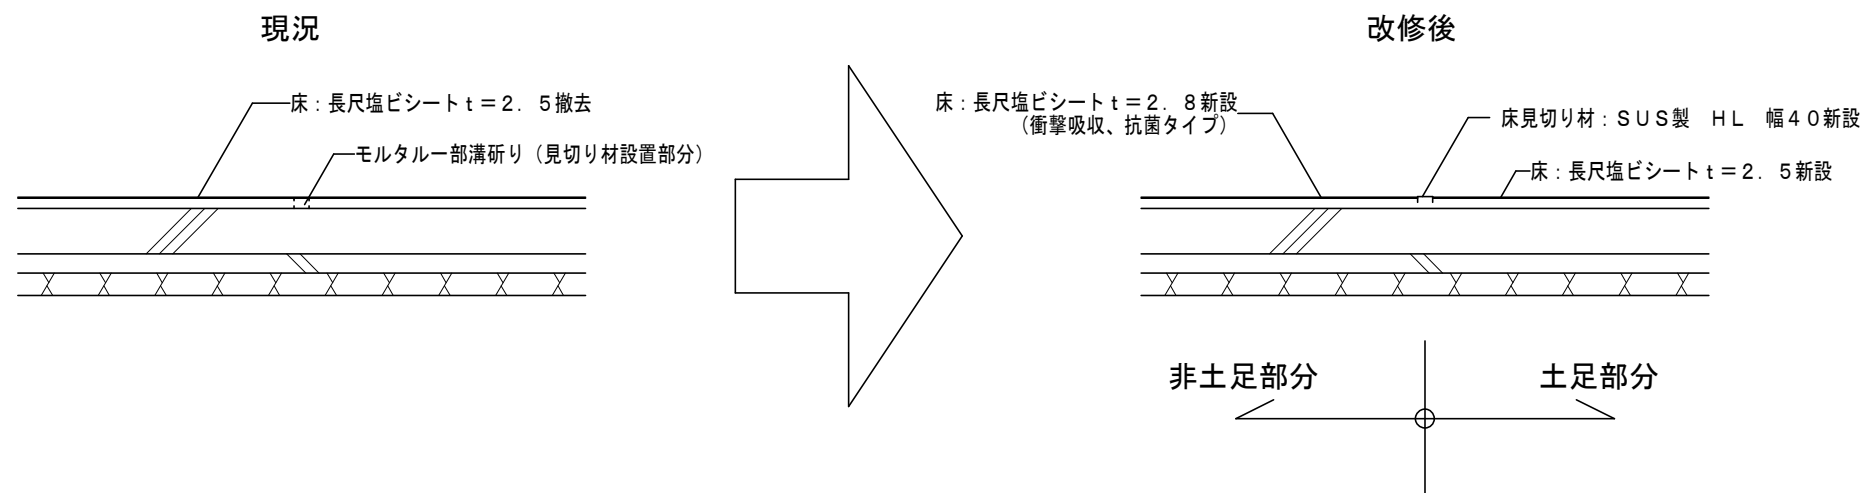 現況
床：長尺塩ビシートｔ＝２．５撤去
モルタル一部溝斫り（見切り材設置部分）
改修後
床：長尺塩ビシートｔ＝２．８新設
（衝撃吸収、抗菌タイプ）
床見切り材：ＳＵＳ製　ＨＬ　幅４０新設
床：長尺塩ビシートｔ＝２．５新設
非土足部分
土足部分